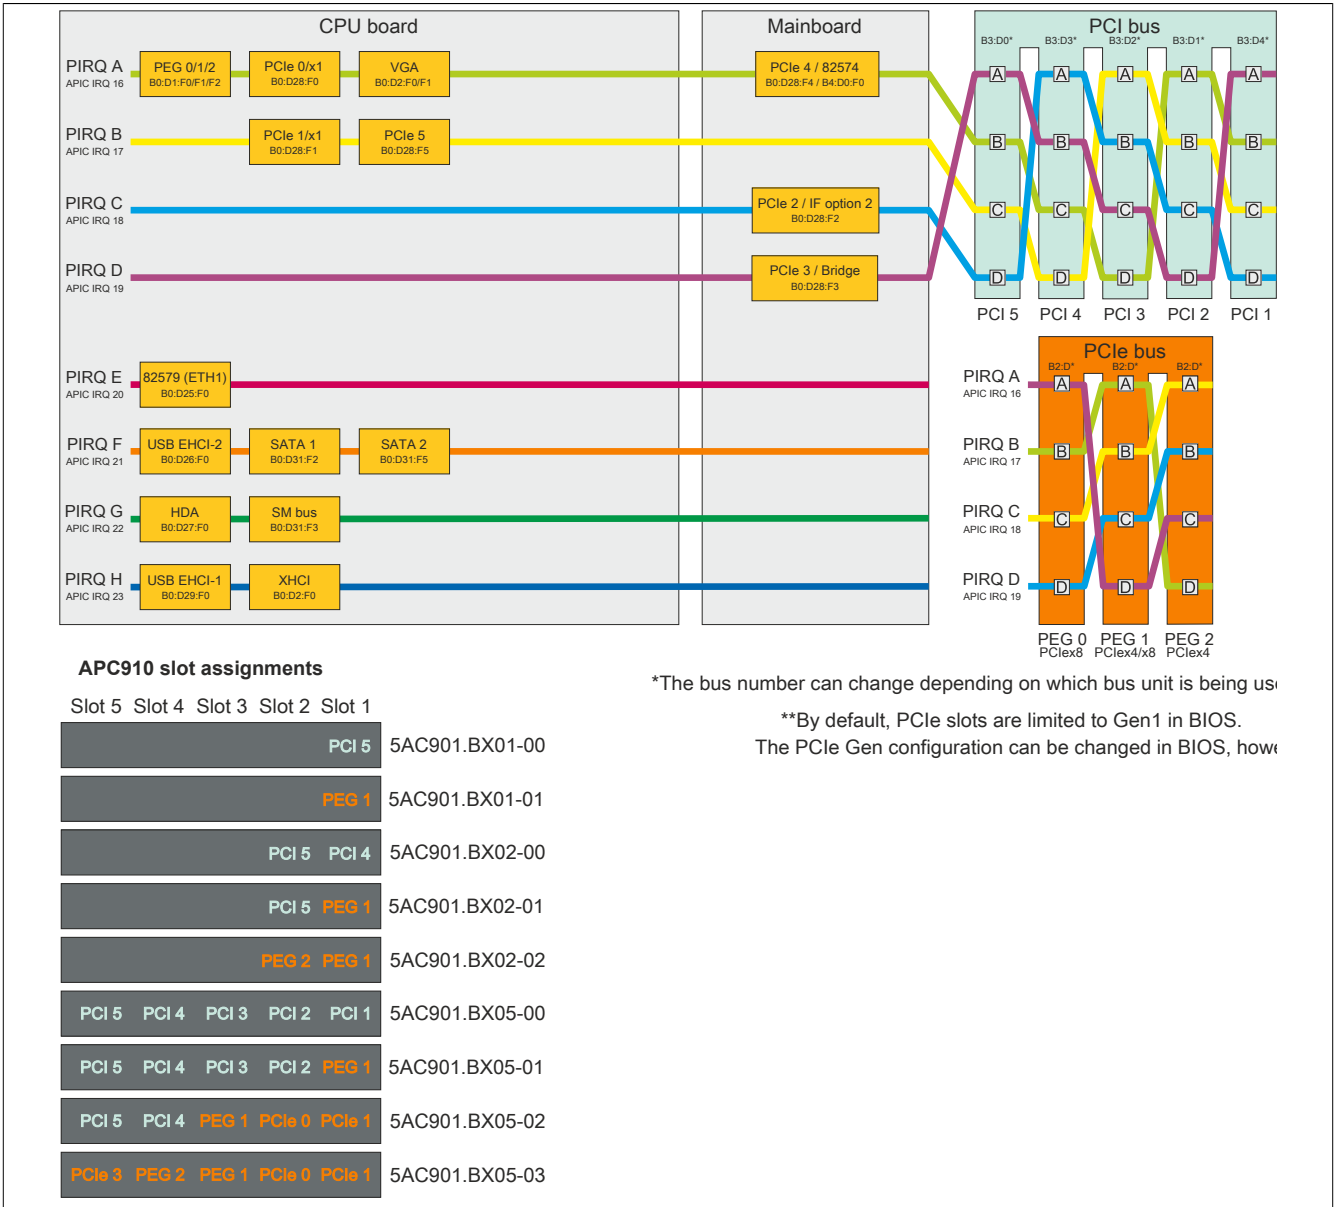 CPU board
Mainboard
PCI bus
B3:D0* B3:D3* B3:D2* B3:D1* B3:D4*
PIRQ A
APIC IRQ 16
PEG 0/1/2
B0:D1:F0/F1/F2
PCIe 0/x1
B0:D28:F0
VGA
B0:D2:F0/F1
PCIe 4 / 82574
B0:D28:F4 / B4:D0:F0
A A A A A
PIRQ B
APIC IRQ 17
PCIe 1/x1
B0:D28:F1
PCIe 5
B0:D28:F5
B B B B B
PIRQ C
APIC IRQ 18
PCIe 2 / IF option 2
B0:D28:F2
C C C C C
PIRQ D
APIC IRQ 19
PCIe 3 / Bridge
B0:D28:F3
D D D D D
PCI 5 PCI 4 PCI 3 PCI 2 PCI 1
PIRQ E
APIC IRQ 20
82579 (ETH1)
B0:D25:F0
PIRQ F
APIC IRQ 21
USB EHCI-2
B0:D26:F0
SATA 1
B0:D31:F2
SATA 2
B0:D31:F5
PIRQ G
APIC IRQ 22
HDA
B0:D27:F0
SM bus
B0:D31:F3
PIRQ H
APIC IRQ 23
USB EHCI-1
B0:D29:F0
XHCI
B0:D2:F0
PCIe bus
B2:D* B2:D* B2:D*
PIRQ A
APIC IRQ 16
A A A
PIRQ B
APIC IRQ 17
B B B
PIRQ C
APIC IRQ 18
C C C
PIRQ D
APIC IRQ 19
D D D
PEG 0 PEG 1 PEG 2
PCIex8 PCIex4/x8 PCIex4
*The bus number can change depending on which bus unit is being us
**By default, PCIe slots are limited to Gen1 in BIOS.
The PCIe Gen configuration can be changed in BIOS, howe
APC910 slot assignments
Slot 5 Slot 4 Slot 3 Slot 2 Slot 1
PCI 5 5AC901.BX01-00
PEG 1 5AC901.BX01-01
PCI 5 PCI 4 5AC901.BX02-00
PCI 5 PEG 1 5AC901.BX02-01
PEG 2 PEG 1 5AC901.BX02-02
PCI 5 PCI 4 PCI 3 PCI 2 PCI 1 5AC901.BX05-00
PCI 5 PCI 4 PCI 3 PCI 2 PEG 1 5AC901.BX05-01
PCI 5 PCI 4 PEG 1 PCIe 0 PCIe 1 5AC901.BX05-02
PCIe 3 PEG 2 PEG 1 PCIe 0 PCIe 1 5AC901.BX05-03